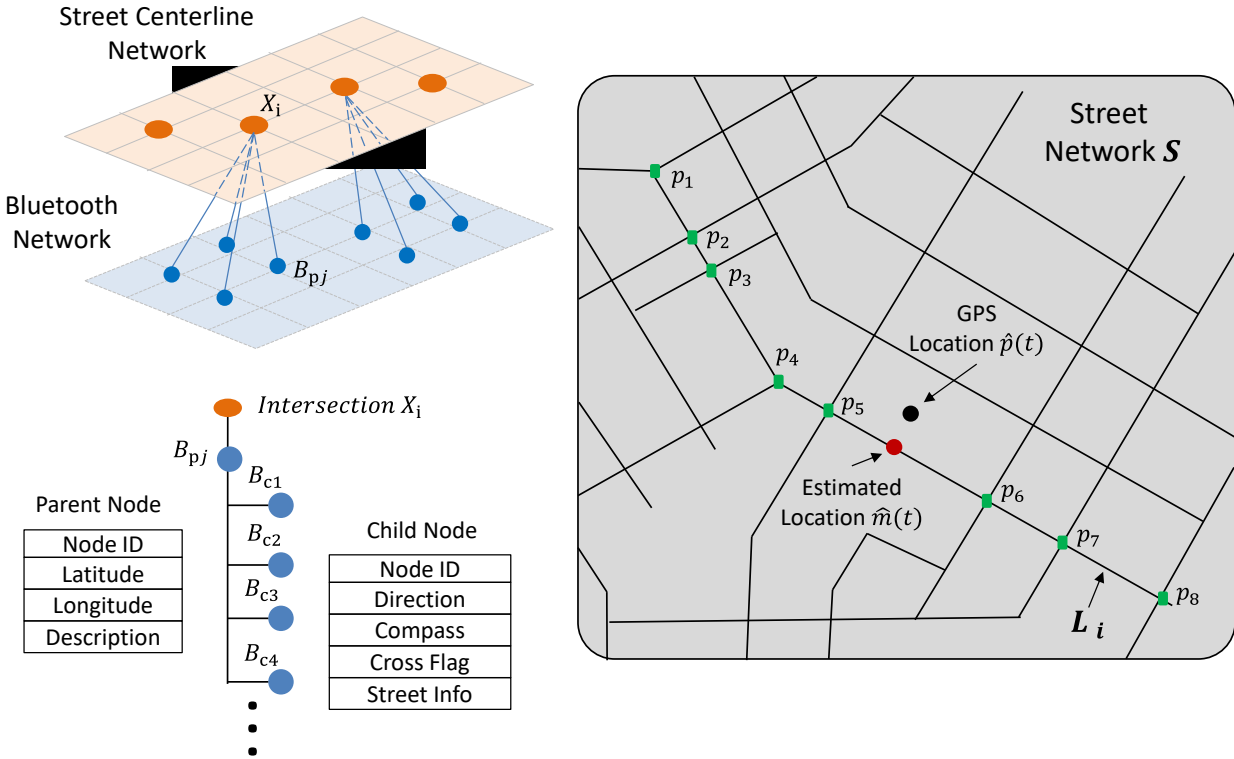 Street Centerline
Network
X_i
Bluetooth
Network
B_pj
Intersection X_i
B_pj
B_c1
B_c2
B_c3
B_c4
Parent Node
Node ID
Latitude
Longitude
Description
Child Node
Node ID
Direction
Compass
Cross Flag
Street Info
Street
Network S
p_1
p_2
p_3
p_4
p_5
p_6
p_7
p_8
GPS
Location p̂(t)
Estimated
Location m̂(t)
L_i